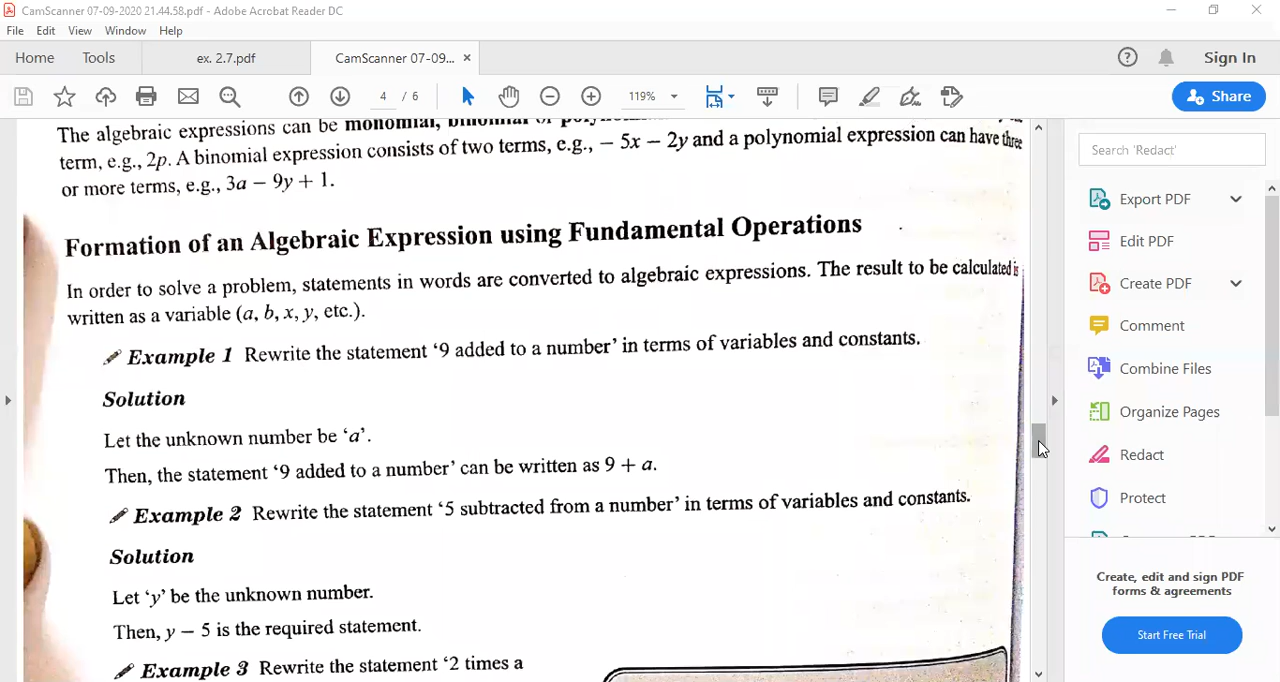 CamScanner 07-09-2020 21.44.58.pdf - Adobe Acrobat Reader DC
File Edit View Window Help
Home Tools ex. 2.7.pdf CamScanner 07-09... × Sign In
4 / 6 119% Share
The algebraic expressions can be monomial, binomial or
term, e.g., 2p. A binomial expression consists of two terms, e.g., − 5x − 2y and a polynomial expression can have three
or more terms, e.g., 3a − 9y + 1.
Formation of an Algebraic Expression using Fundamental Operations
In order to solve a problem, statements in words are converted to algebraic expressions. The result to be calculated is
written as a variable (a, b, x, y, etc.).
Example 1 Rewrite the statement ‘9 added to a number’ in terms of variables and constants.
Solution
Let the unknown number be ‘a’.
Then, the statement ‘9 added to a number’ can be written as 9 + a.
Example 2 Rewrite the statement ‘5 subtracted from a number’ in terms of variables and constants.
Solution
Let ‘y’ be the unknown number.
Then, y − 5 is the required statement.
Example 3 Rewrite the statement ‘2 times a
Search 'Redact'
Export PDF
Edit PDF
Create PDF
Comment
Combine Files
Organize Pages
Redact
Protect
Create, edit and sign PDF
forms & agreements
Start Free Trial